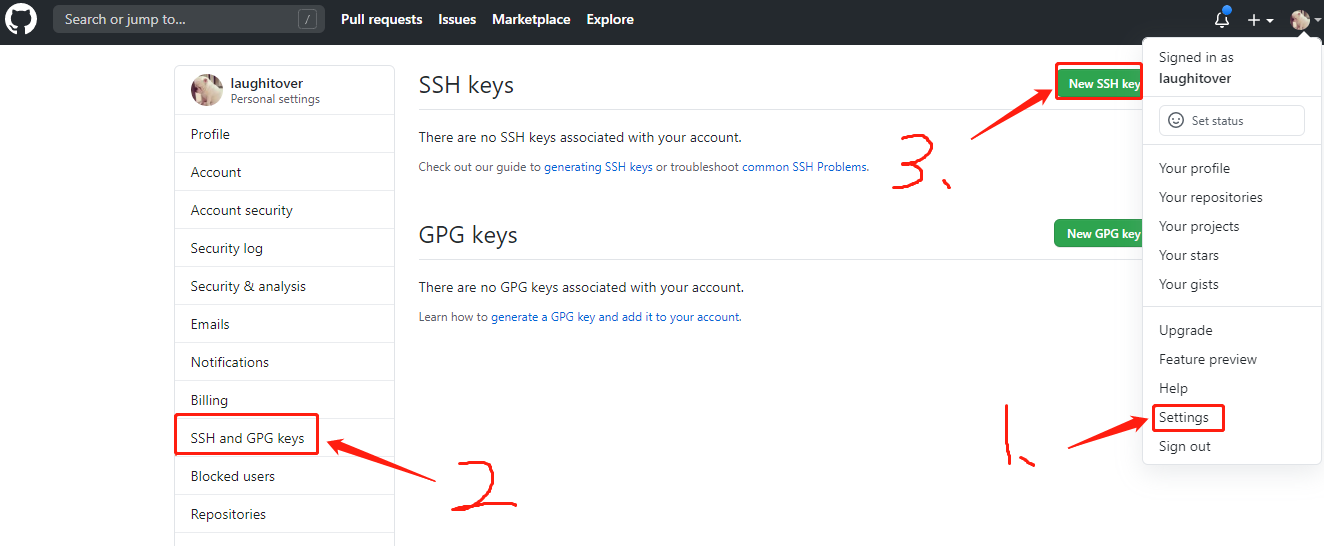 Search or jump to...
/
Pull requests
Issues
Marketplace
Explore
laughitover
Personal settings
Profile
Account
Account security
Security log
Security & analysis
Emails
Notifications
Billing
SSH and GPG keys
Blocked users
Repositories
SSH keys
New SSH key
There are no SSH keys associated with your account.
Check out our guide to generating SSH keys or troubleshoot common SSH Problems.
3.
GPG keys
New GPG key
There are no GPG keys associated with your account.
Learn how to generate a GPG key and add it to your account.
2
1.
Signed in as
laughitover
Set status
Your profile
Your repositories
Your projects
Your stars
Your gists
Upgrade
Feature preview
Help
Settings
Sign out